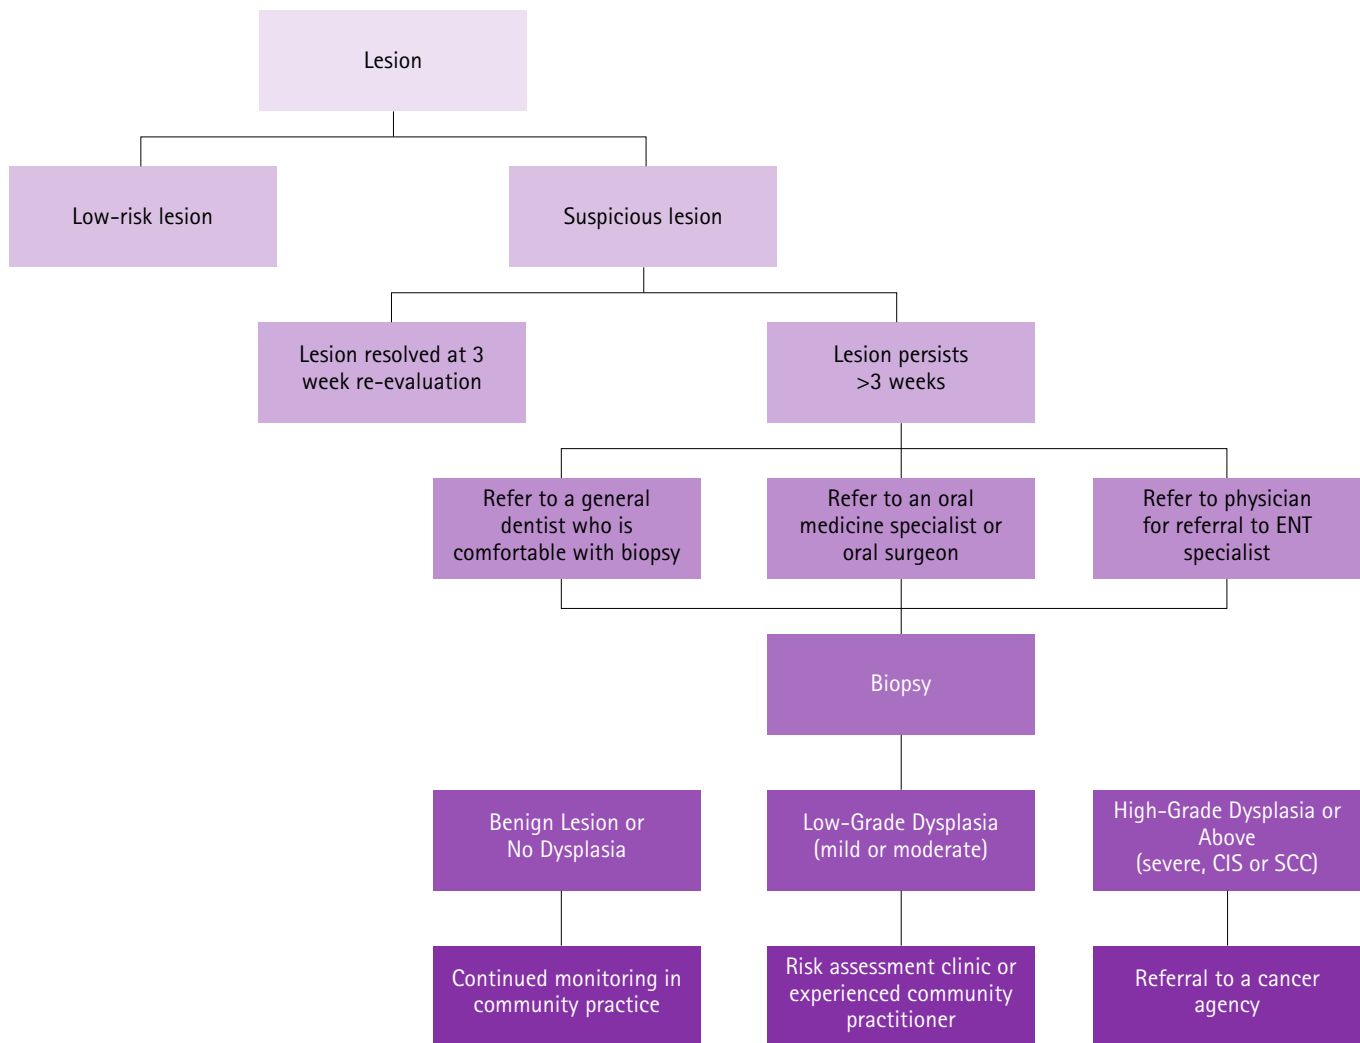 Lesion
Low-risk lesion
Suspicious lesion
Lesion resolved at 3
week re-evaluation
Lesion persists
>3 weeks
Refer to a general
dentist who is
comfortable with biopsy
Refer to an oral
medicine specialist or
oral surgeon
Refer to physician
for referral to ENT
specialist
Biopsy
Benign Lesion or
No Dysplasia
Low-Grade Dysplasia
(mild or moderate)
High-Grade Dysplasia or
Above
(severe, CIS or SCC)
Continued monitoring in
community practice
Risk assessment clinic or
experienced community
practitioner
Referral to a cancer
agency